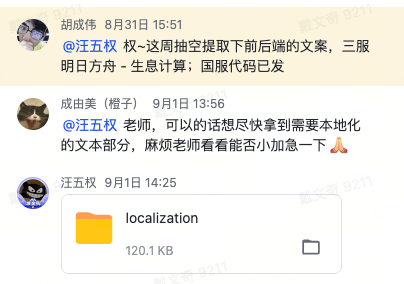 胡成伟 8月31日 15:51
@汪五权 权~这周抽空提取下前后端的文案，三服
明日方舟 - 生息计算；国服代码已发
成由美（橙子） 9月1日 13:56
@汪五权 老师，可以的话想尽快拿到需要本地化
的文本部分，麻烦老师看看能否小加急一下🙏🏻
汪五权 9月1日 14:25
localization
120.1 KB